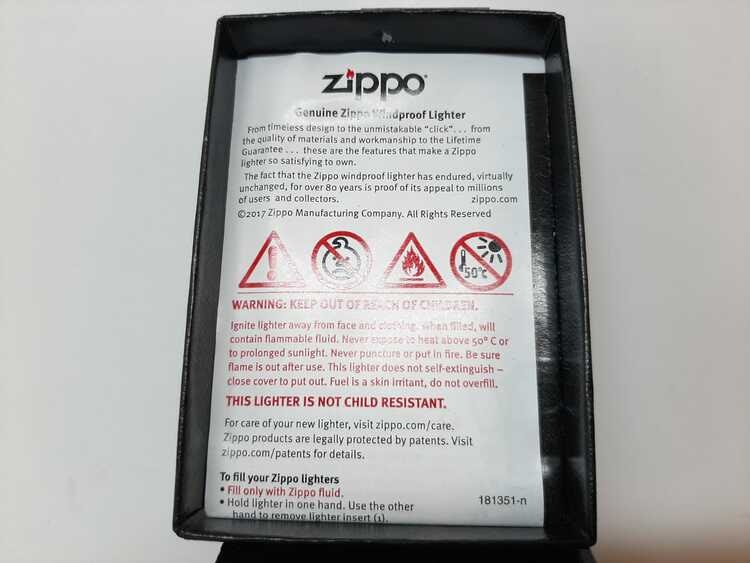 zippo
Genuine Zippo Windproof Lighter
From timeless design to the unmistakable “click”... from
the quality of materials and workmanship to the Lifetime
Guarantee ... these are the features that make a Zippo
lighter so satisfying to own.
The fact that the Zippo windproof lighter has endured, virtually
unchanged, for over 80 years is proof of its appeal to millions
of users and collectors. zippo.com
©2017 Zippo Manufacturing Company. All Rights Reserved
50°C
WARNING: KEEP OUT OF REACH OF CHILDREN.
Ignite lighter away from face and clothing. When filled, will
contain flammable fluid. Never expose to heat above 50° C or
to prolonged sunlight. Never puncture or put in fire. Be sure
flame is out after use. This lighter does not self-extinguish –
close cover to put out. Fuel is a skin irritant, do not overfill.
THIS LIGHTER IS NOT CHILD RESISTANT.
For care of your new lighter, visit zippo.com/care.
Zippo products are legally protected by patents. Visit
zippo.com/patents for details.
To fill your Zippo lighters
• Fill only with Zippo fluid.
• Hold lighter in one hand. Use the other
hand to remove lighter insert (1).
181351-n